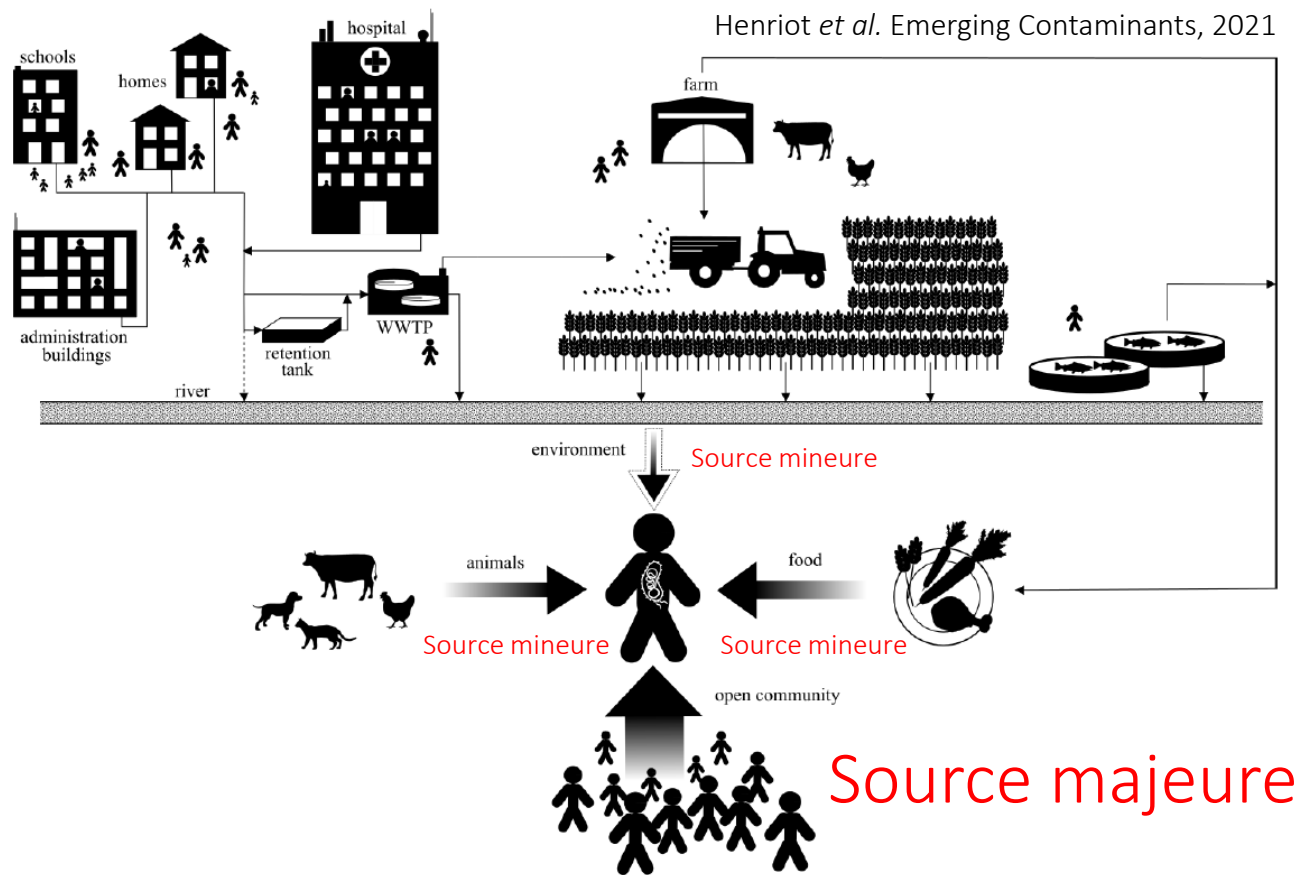 Henriot et al. Emerging Contaminants, 2021
hospital
schools
homes
farm
administration
buildings
retention
tank
WWTP
river
environment
Source mineure
animals
food
Source mineure
Source mineure
open community
Source majeure